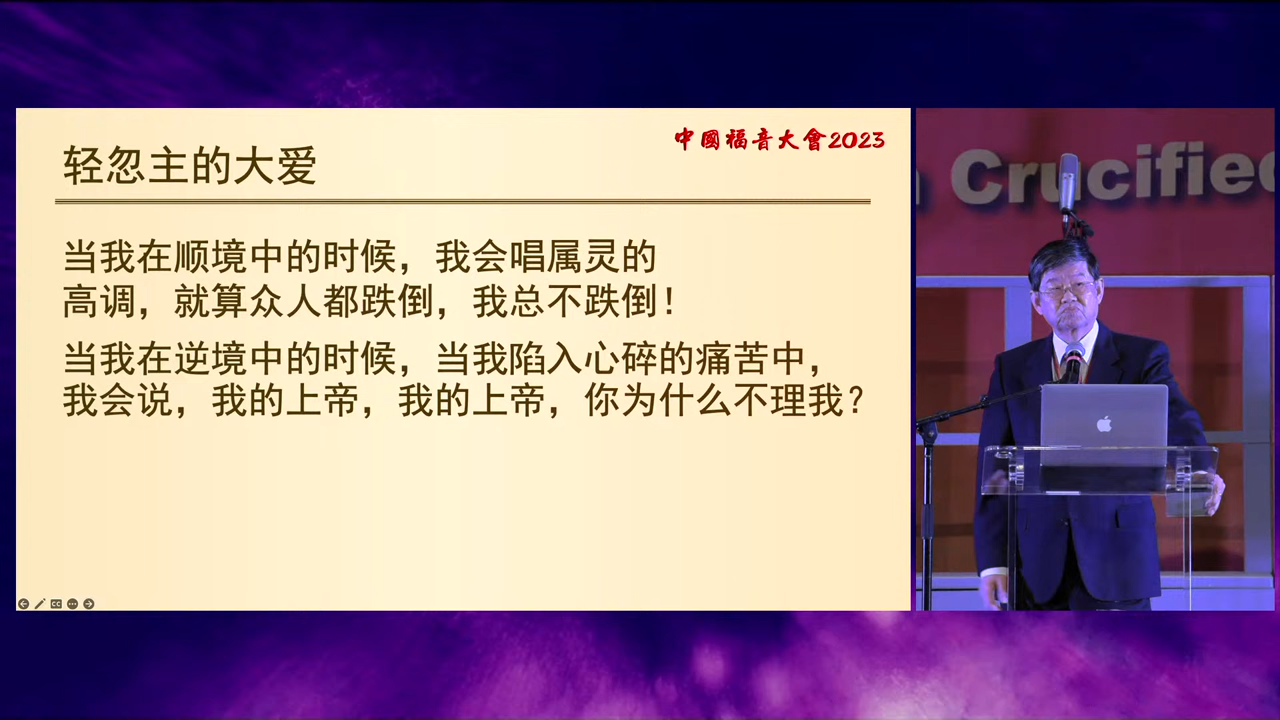 中國福音大會2023
轻忽主的大爱
当我在顺境中的时候，我会唱属灵的
高调，就算众人都跌倒，我总不跌倒！
当我在逆境中的时候，当我陷入心碎的痛苦中，
我会说，我的上帝，我的上帝，你为什么不理我？
Crucified